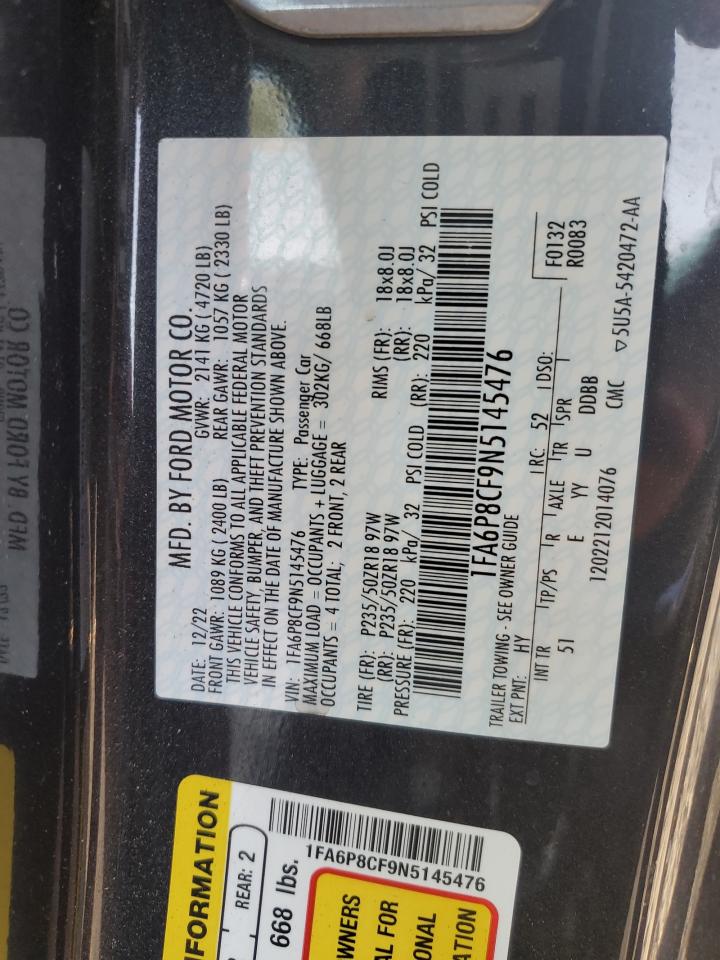 MFD. BY FORD MOTOR CO.
DATE: 12/22 GVWR: 2141 KG ( 4720 LB)
FRONT GAWR: 1089 KG ( 2400 LB) REAR GAWR: 1057 KG ( 2330 LB)
THIS VEHICLE CONFORMS TO ALL APPLICABLE FEDERAL MOTOR
VEHICLE SAFETY, BUMPER, AND THEFT PREVENTION STANDARDS
IN EFFECT ON THE DATE OF MANUFACTURE SHOWN ABOVE.
VIN: 1FA6P8CF9N5145476 TYPE: Passenger Car
MAXIMUM LOAD = OCCUPANTS + LUGGAGE = 302KG/ 668LB
OCCUPANTS = 4 TOTAL; 2 FRONT, 2 REAR
TIRE (FR): P235/50ZR18 97W RIMS (FR): 18x8.0J
(RR): P235/50ZR18 97W (RR): 18x8.0J
PRESSURE (FR): 220 kPa/ 32 PSI COLD (RR): 220 kPa/ 32 PSI COLD
1FA6P8CF9N5145476
TRAILER TOWING - SEE OWNER GUIDE
EXT PNT: HY RC: 52 DSO: F0132
INT TR TP/PS R AXLE TR SPR R0083
51 E YY U DDBB
1202212014076 CMC ▽5U5A-5420472-AA
NFORMATION
REAR: 2
668 lbs.
1FA6P8CF9N5145476
WNERS
AL FOR
ONAL
ATION